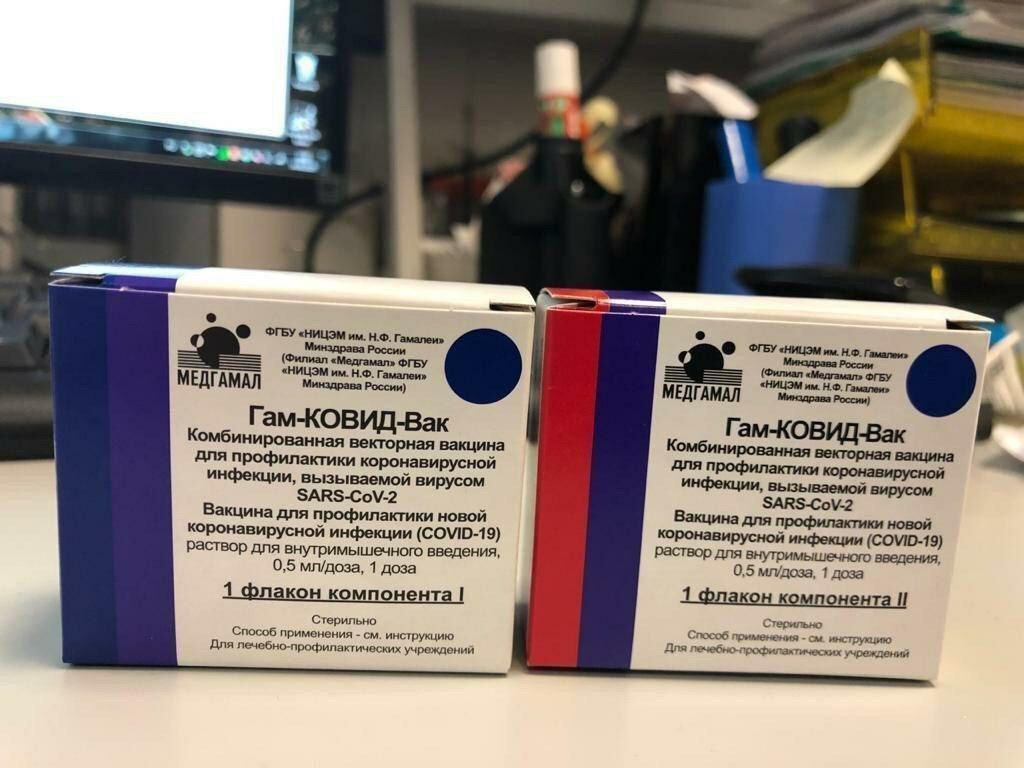 МЕДГАМАЛ
ФГБУ «НИЦЭМ им. Н.Ф. Гамалеи»
Минздрава России
(Филиал «Медгамал» ФГБУ
«НИЦЭМ им. Н.Ф. Гамалеи»
Минздрава России)
Гам-КОВИД-Вак
Комбинированная векторная вакцина
для профилактики коронавирусной
инфекции, вызываемой вирусом
SARS-CoV-2
Вакцина для профилактики новой
коронавирусной инфекции (COVID-19)
раствор для внутримышечного введения,
0,5 мл/доза, 1 доза
1 флакон компонента I
Стерильно
Способ применения - см. инструкцию
Для лечебно-профилактических учреждений
МЕДГАМАЛ
ФГБУ «НИЦЭМ им. Н.Ф. Гамалеи»
Минздрава России
(Филиал «Медгамал» ФГБУ
«НИЦЭМ им. Н.Ф. Гамалеи»
Минздрава России)
Гам-КОВИД-Вак
Комбинированная векторная вакцина
для профилактики коронавирусной
инфекции, вызываемой вирусом
SARS-CoV-2
Вакцина для профилактики новой
коронавирусной инфекции (COVID-19)
раствор для внутримышечного введения,
0,5 мл/доза, 1 доза
1 флакон компонента II
Стерильно
Способ применения - см. инструкцию
Для лечебно-профилактических учреждений